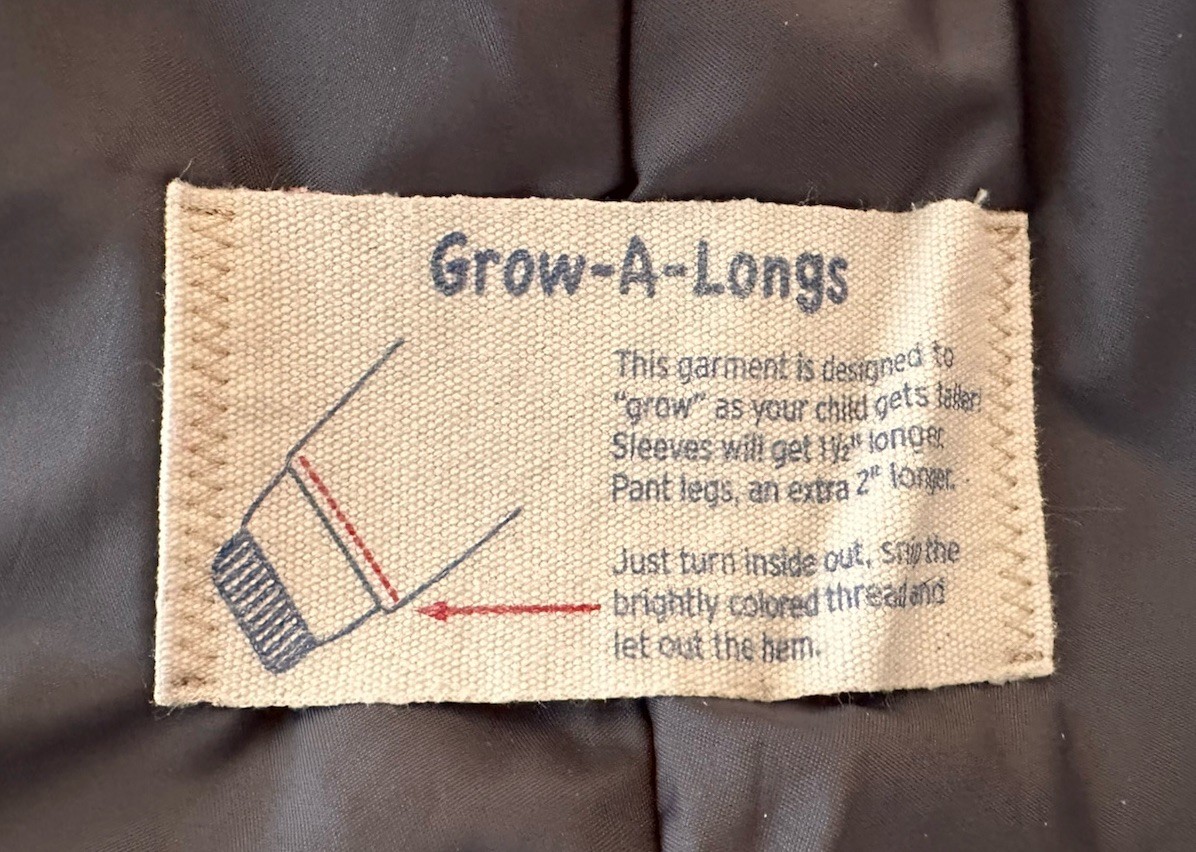 Grow-A-Longs
This garment is designed to
“grow” as your child gets taller!
Sleeves will get 1½" longer.
Pant legs, an extra 2" longer.
Just turn inside out, snip the
brightly colored thread and
let out the hem.